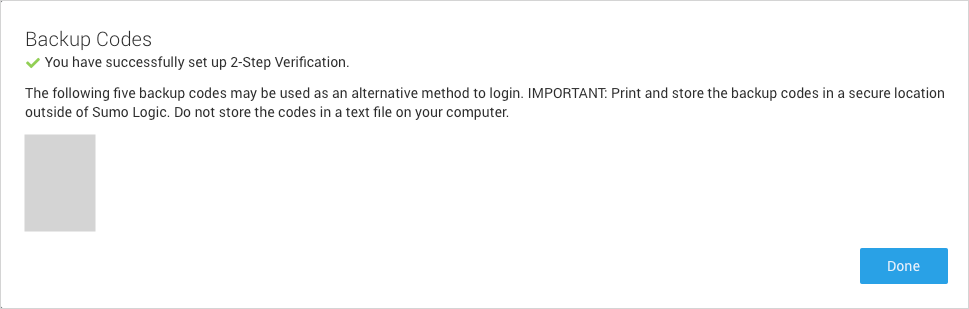 Backup Codes
You have successfully set up 2-Step Verification.
The following five backup codes may be used as an alternative method to login. IMPORTANT: Print and store the backup codes in a secure location
outside of Sumo Logic. Do not store the codes in a text file on your computer.
Done